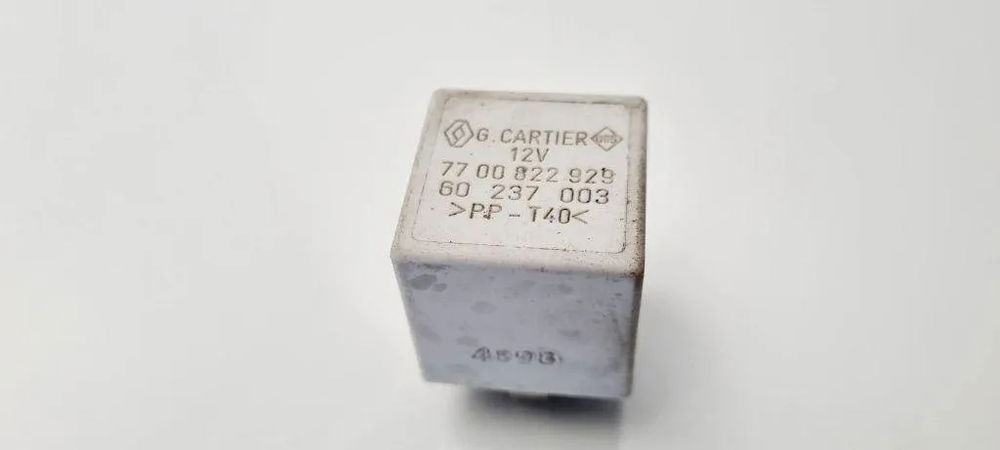 G. CARTIER
12V
77 00 822 929
60 237 003
>PP-T40<
4598